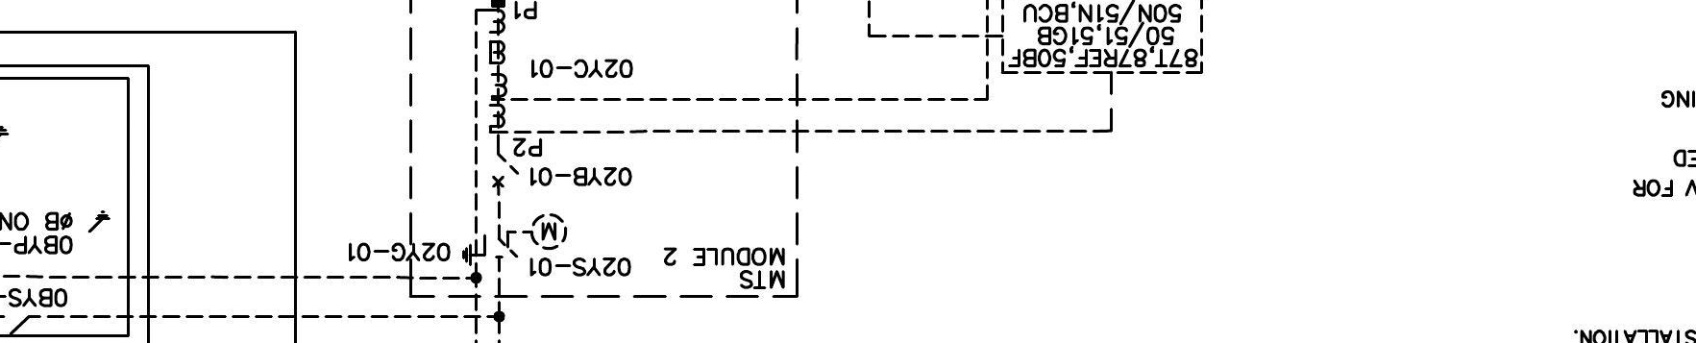 STALLATION.
0BYS-
MTS
MODULE 2
02YS-01
02YG-01
0BYP-
ØB ON
M
FOR
02YB-01
ED
P2
ING
02YC-01
87T,87REF,50BF
50/51,51GB
50N/51N,BCU
P1